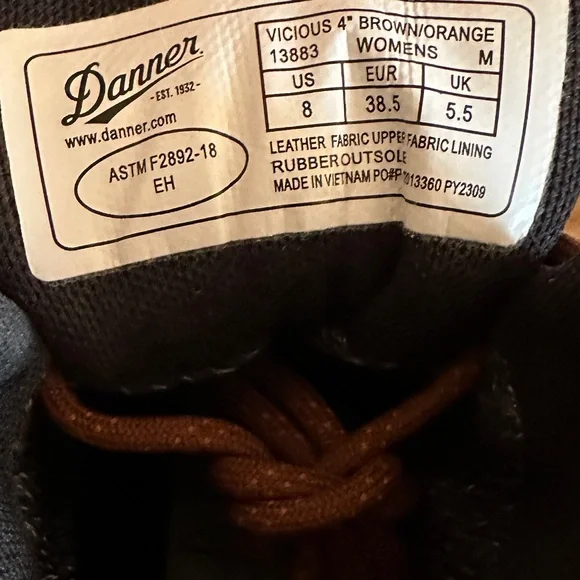 Danner
-EST. 1932-
www.danner.com
ASTM F2892-18
EH
VICIOUS 4" BROWN/ORANGE
13883 WOMENS M
US EUR UK
8 38.5 5.5
LEATHER FABRIC UPPER FABRIC LINING
RUBBER OUTSOLE
MADE IN VIETNAM PY2309